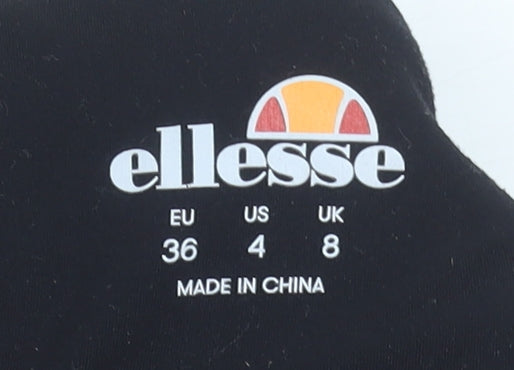 ellesse
EU US UK
36 4 8
MADE IN CHINA